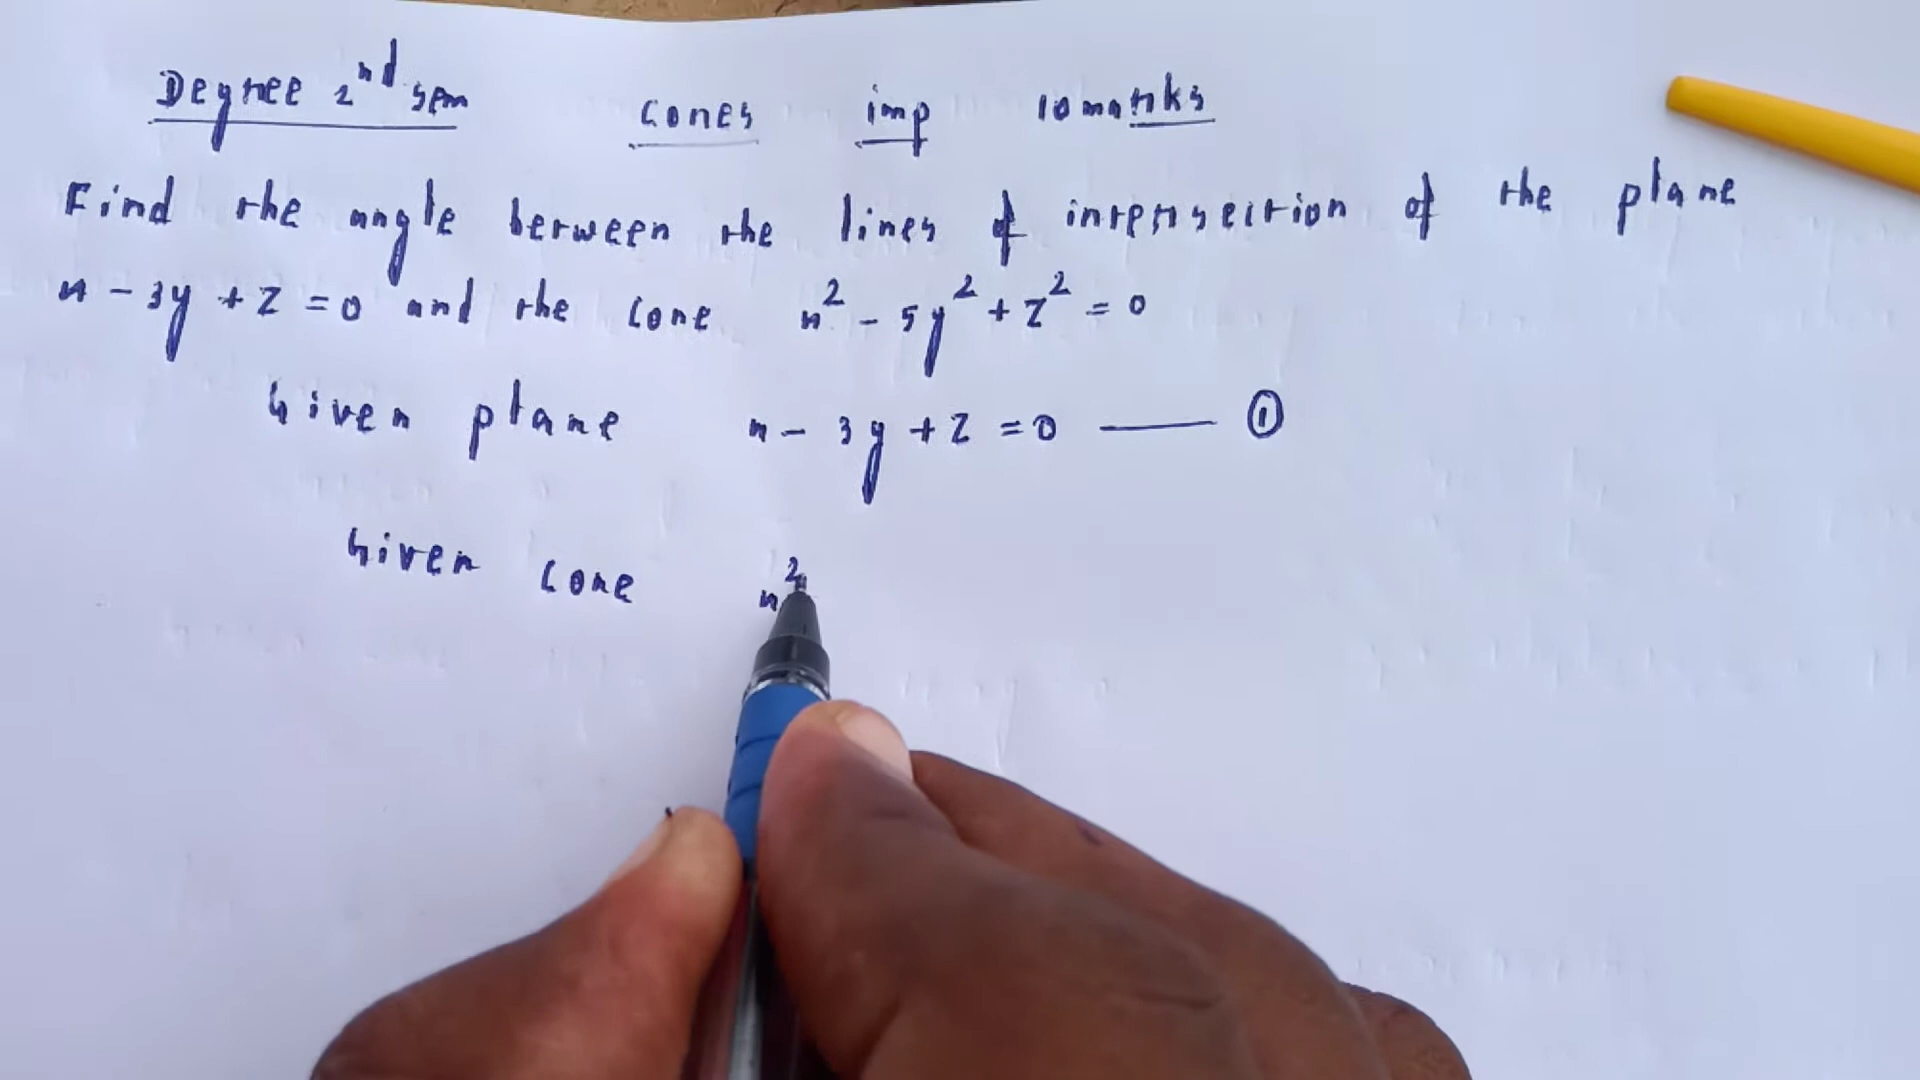 Degree 2nd sem cones imp 10 marks
Find the angle between the lines of intersection of the plane
x - 3y + z = 0 and the cone x² - 5y² + z² = 0
Given plane x - 3y + z = 0 —— ①
Given cone x²